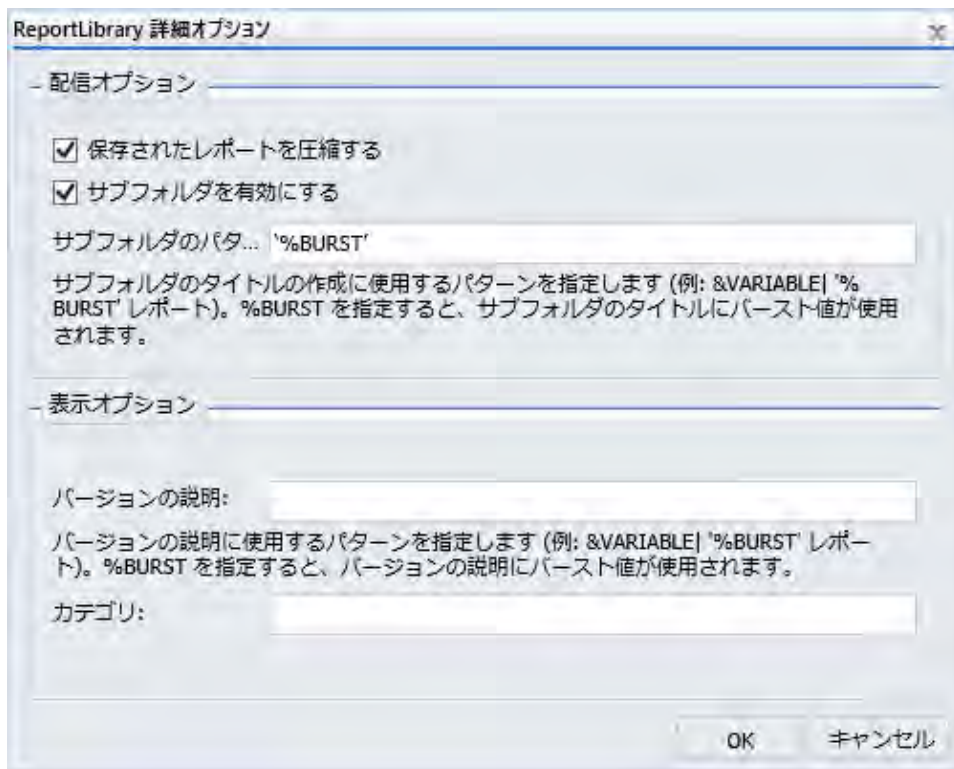 ReportLibrary 詳細オプション
配信オプション
保存されたレポートを圧縮する
サブフォルダを有効にする
サブフォルダのパタ... '%BURST'
サブフォルダのタイトルの作成に使用するパターンを指定します (例: &VARIABLE| '%
BURST' レポート)。%BURST を指定すると、サブフォルダのタイトルにバースト値が使用
されます。
表示オプション
バージョンの説明:
バージョンの説明に使用するパターンを指定します (例: &VARIABLE| '%BURST' レポー
ト)。%BURST を指定すると、バージョンの説明にバースト値が使用されます。
カテゴリ:
OK キャンセル